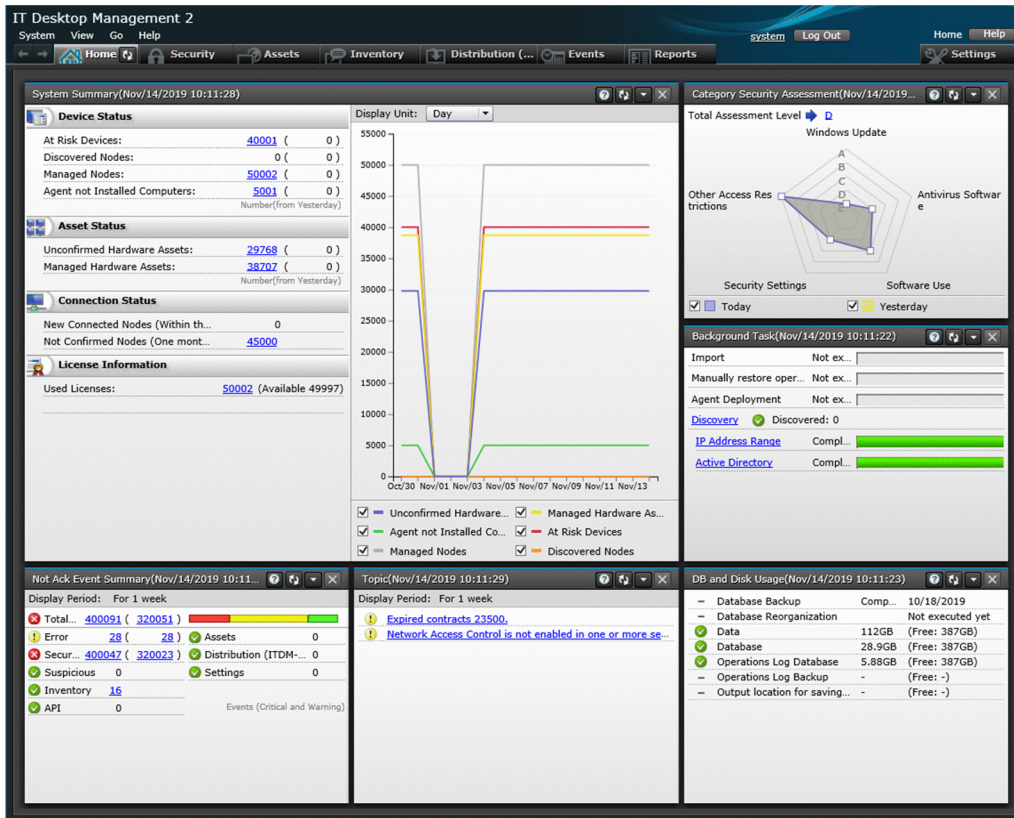 IT Desktop Management 2
System View Go Help
system Log Out Home Help
Home Security Assets Inventory Distribution (... Events Reports Settings
System Summary(Nov/14/2019 10:11:28)
Device Status
At Risk Devices: 40001 ( 0 )
Discovered Nodes: 0 ( 0 )
Managed Nodes: 50002 ( 0 )
Agent not Installed Computers: 5001 ( 0 )
Number(from Yesterday)
Asset Status
Unconfirmed Hardware Assets: 29768 ( 0 )
Managed Hardware Assets: 38707 ( 0 )
Number(from Yesterday)
Connection Status
New Connected Nodes (Within th... 0
Not Confirmed Nodes (One mont... 45000
License Information
Used Licenses: 50002 (Available 49997)
Display Unit: Day
55000
50000
45000
40000
35000
30000
25000
20000
15000
10000
5000
0
Oct/30 Nov/01 Nov/03 Nov/05 Nov/07 Nov/09 Nov/11 Nov/13
Unconfirmed Hardware... Managed Hardware As...
Agent not Installed Co... At Risk Devices
Managed Nodes Discovered Nodes
Category Security Assessment(Nov/14/2019...
Total Assessment Level D
Windows Update
A
B
C
D
E
Other Access Res
trictions
Antivirus Softwar
e
Security Settings Software Use
Today Yesterday
Background Task(Nov/14/2019 10:11:22)
Import Not ex...
Manually restore oper... Not ex...
Agent Deployment Not ex...
Discovery Discovered: 0
IP Address Range Compl...
Active Directory Compl...
Not Ack Event Summary(Nov/14/2019 10:11...
Display Period: For 1 week
Total... 400091 ( 320051 )
Error 28 ( 28 ) Assets 0
Secur... 400047 ( 320023 ) Distribution (ITDM-... 0
Suspicious 0 Settings 0
Inventory 16
API 0 Events (Critical and Warning)
Topic(Nov/14/2019 10:11:29)
Display Period: For 1 week
Expired contracts 23500.
Network Access Control is not enabled in one or more se...
DB and Disk Usage(Nov/14/2019 10:11:23)
– Database Backup Comp... 10/18/2019
– Database Reorganization Not executed yet
Data 112GB (Free: 387GB)
Database 28.9GB (Free: 387GB)
Operations Log Database 5.88GB (Free: 387GB)
– Operations Log Backup - (Free: -)
– Output location for saving... - (Free: -)